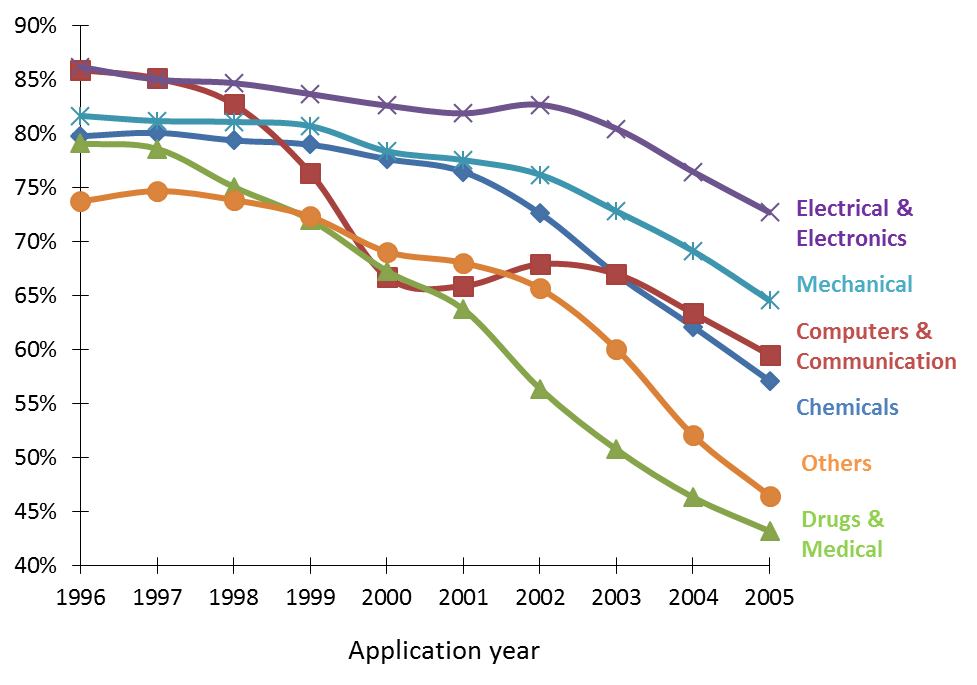 90%
85%
80%
75%
70%
65%
60%
55%
50%
45%
40%
1996 1997 1998 1999 2000 2001 2002 2003 2004 2005
Application year
Electrical &
Electronics
Mechanical
Computers &
Communication
Chemicals
Others
Drugs &
Medical